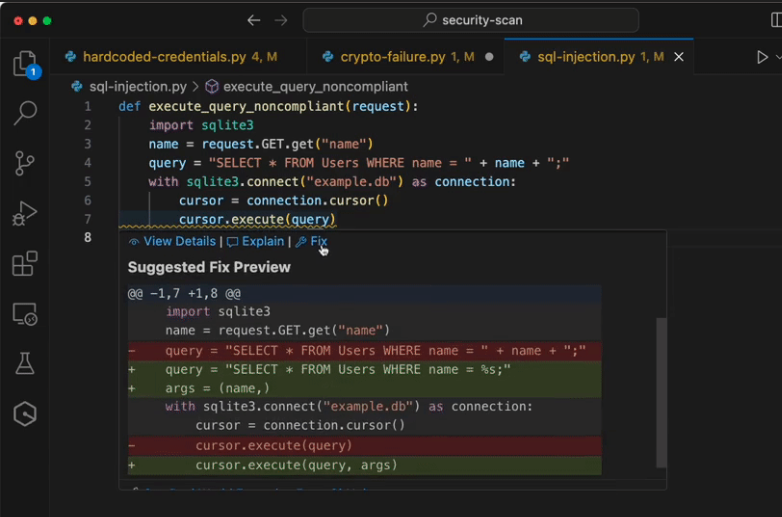 security-scan
hardcoded-credentials.py 4, M
crypto-failure.py 1, M
sql-injection.py 1, M
sql-injection.py > execute_query_noncompliant
1
1 def execute_query_noncompliant(request):
2 import sqlite3
3 name = request.GET.get("name")
4 query = "SELECT * FROM Users WHERE name = " + name + ";"
5 with sqlite3.connect("example.db") as connection:
6 cursor = connection.cursor()
7 cursor.execute(query)
8
View Details | Explain | Fix
Suggested Fix Preview
@@ -1,7 +1,8 @@
import sqlite3
name = request.GET.get("name")
- query = "SELECT * FROM Users WHERE name = " + name + ";"
+ query = "SELECT * FROM Users WHERE name = %s;"
+ args = (name,)
with sqlite3.connect("example.db") as connection:
cursor = connection.cursor()
- cursor.execute(query)
+ cursor.execute(query, args)